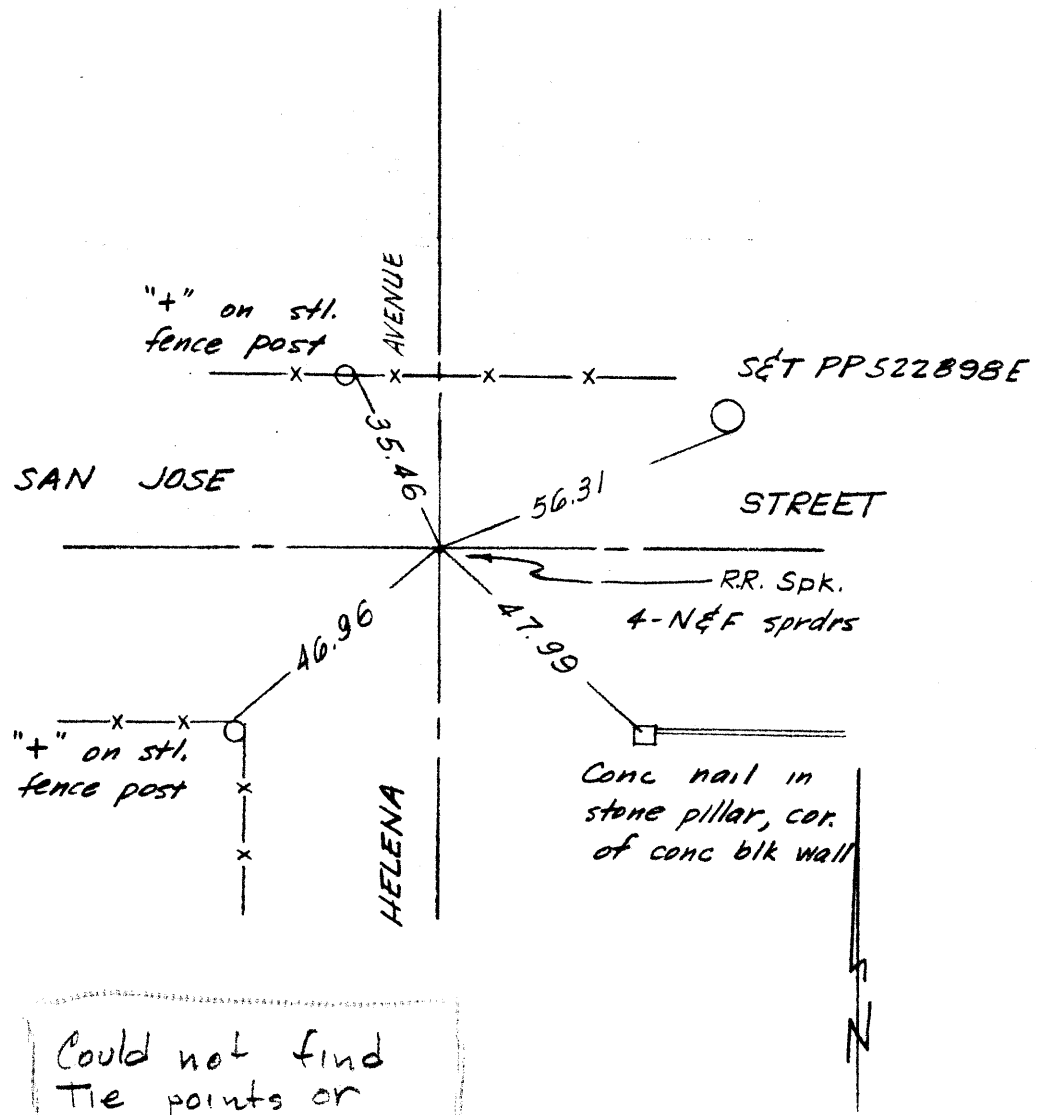 AVENUE
"+" on stl.
fence post
S&T PP522898E
35.46
SAN JOSE
56.31
STREET
R.R. Spk.
4-N&F sprdrs
46.96
47.99
"+" on stl.
fence post
Conc nail in
stone pillar, cor.
of conc blk wall
HELENA
N
Could not find
Tie points or